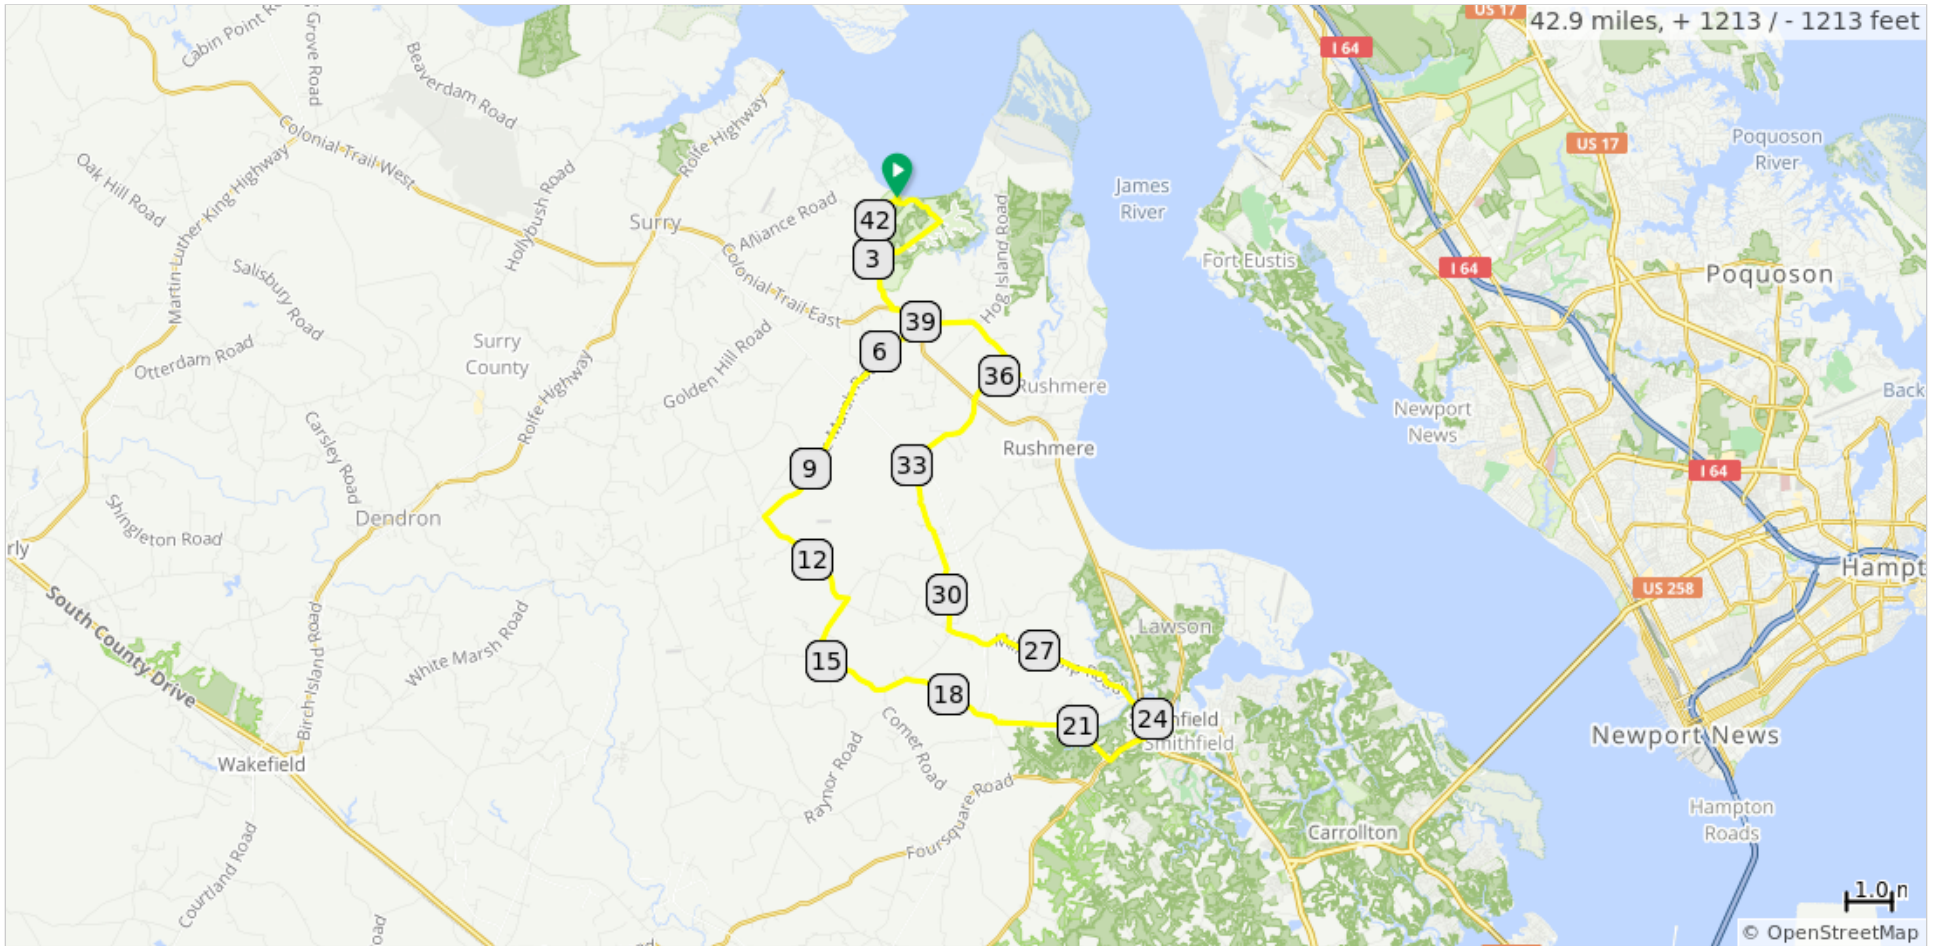 US 17
42.9 miles, + 1213 / - 1213 feet
Cabin Point R
Grove Road
Beaverdam Road
I 64
US 17
Poquoson
River
Colonial Trail West
Rolfe Highway
Oak Hill Road
Martin Luther King Highway
Hollybush Road
James
River
Surry
Alliance Road
42
Hog Island Road
3
Fort Eustis
I 64
Poquoson
Salisbury Road
Colonial Trail East
39
Surry
County
Otterdam Road
Golden Hill Road
6
36
Rushmere
Back
Newport
News
Rolfe Highway
Carsley Road
Rushmere
9
33
I 64
Shingleton Road
Dendron
rly
12
Hampt
US 258
30
South County Drive
Birch Island Road
White Marsh Road
Lawson
27
15
18
24
nfield
21
Smithfield
Comet Road
Newport News
Wakefield
Raynor Road
Foursquare Road
Hampton
Roads
Carrollton
Courtland Road
1.0
oad
© OpenStreetMap